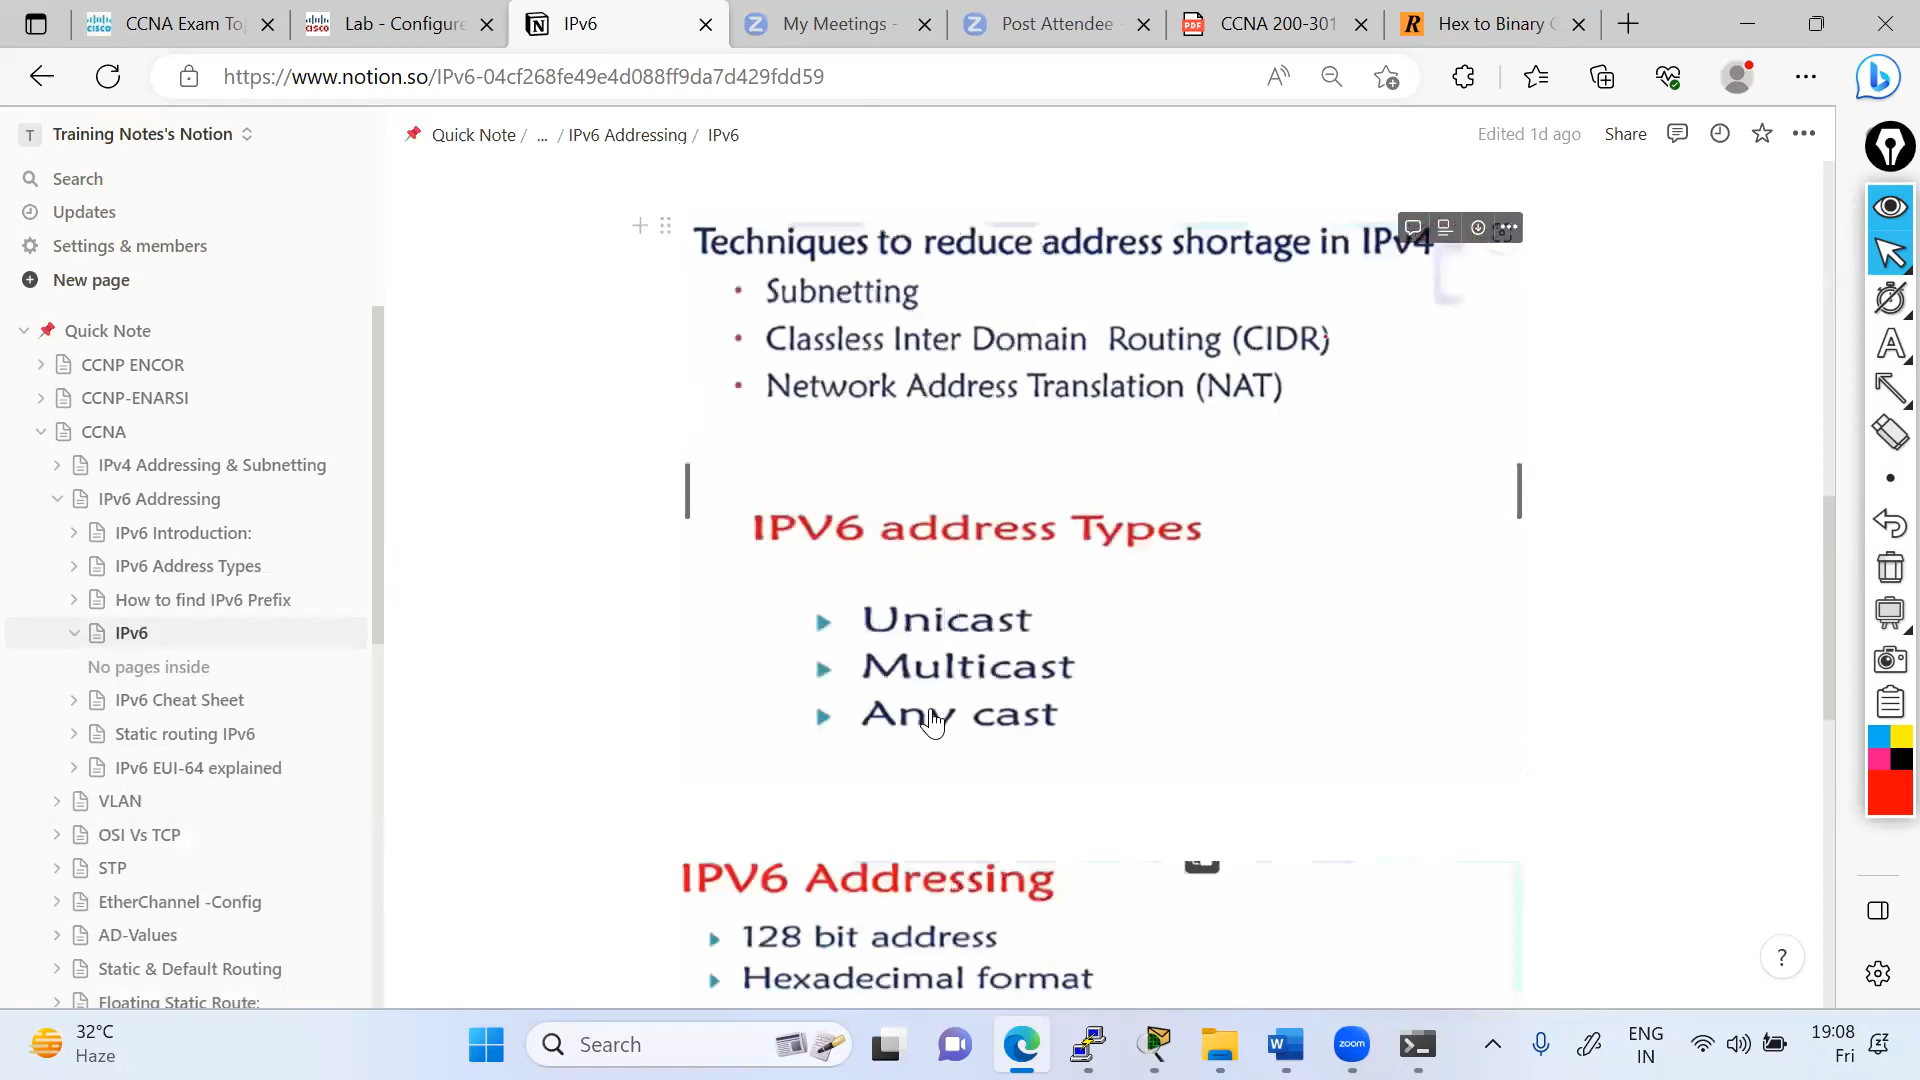 CCNA Exam To
Lab - Configure
IPv6
My Meetings -
Post Attendee -
CCNA 200-301
Hex to Binary C
https://www.notion.so/IPv6-04cf268fe49e4d088ff9da7d429fdd59
T Training Notes's Notion
Quick Note / ... / IPv6 Addressing / IPv6
Edited 1d ago
Share
Search
Updates
Settings & members
New page
Quick Note
CCNP ENCOR
CCNP-ENARSI
CCNA
IPv4 Addressing & Subnetting
IPv6 Addressing
IPv6 Introduction:
IPv6 Address Types
How to find IPv6 Prefix
IPv6
No pages inside
IPv6 Cheat Sheet
Static routing IPv6
IPv6 EUI-64 explained
VLAN
OSI Vs TCP
STP
EtherChannel -Config
AD-Values
Static & Default Routing
Floating Static Route:
Techniques to reduce address shortage in IPv4
• Subnetting
• Classless Inter Domain Routing (CIDR)
• Network Address Translation (NAT)
IPV6 address Types
Unicast
Multicast
Any cast
IPV6 Addressing
128 bit address
Hexadecimal format
?
32°C
Haze
Search
zoom
ENG
IN
19:08
Fri